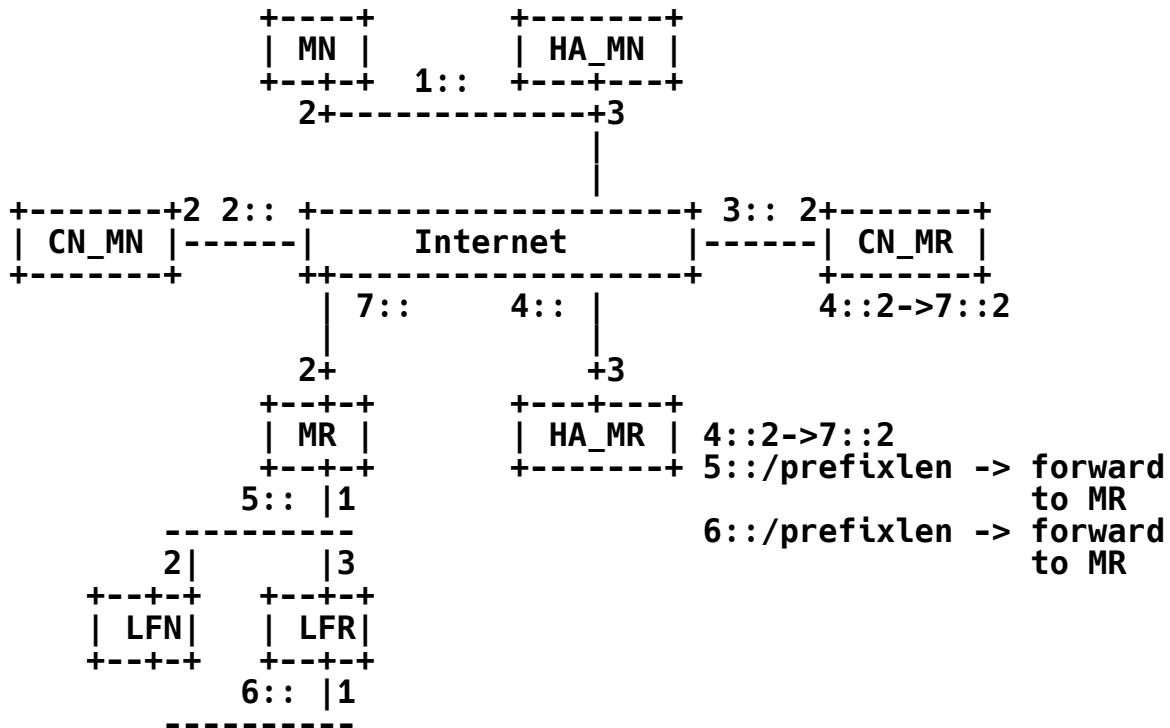 +----+       +-------+
| MN |       | HA_MN |
+--+-+  1::  +---+---+
2+-------------+3
|
|
+-------+2 2:: +-------------------+ 3:: 2+-------+
| CN_MN |------|     Internet      |------| CN_MR |
+-------+      ++------------------+      +-------+
| 7::     4:: |            4::2->7::2
|             |
2+             +3
+--+-+       +---+---+
| MR |       | HA_MR | 4::2->7::2
+--+-+       +-------+ 5::/prefixlen -> forward
5:: |1                                to MR
----------                6::/prefixlen -> forward
2|      |3                                to MR
+--+-+   +--+-+
| LFN|   | LFR|
+--+-+   +--+-+
6:: |1
----------